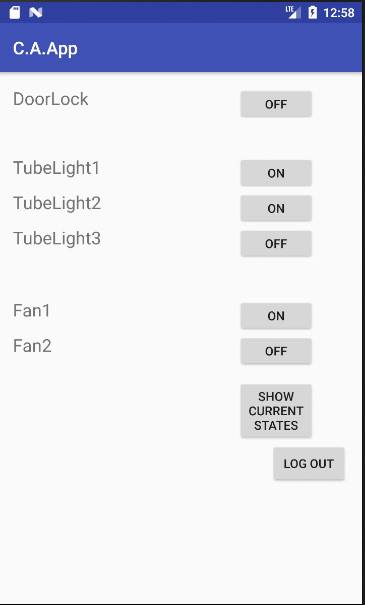 LTE 12:58
C.A.App
DoorLock OFF
TubeLight1 ON
TubeLight2 ON
TubeLight3 OFF
Fan1 ON
Fan2 OFF
SHOW
CURRENT
STATES
LOG OUT